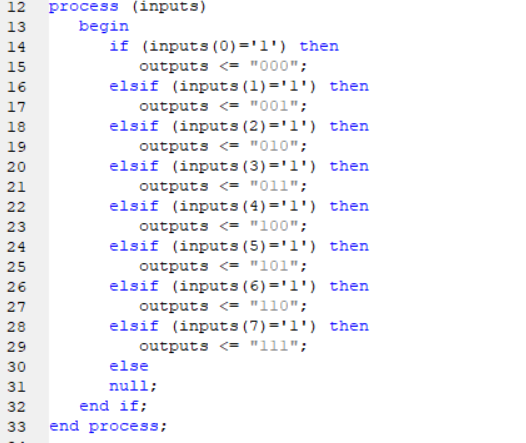 12 process (inputs)
13 begin
14 if (inputs(0)='1') then
15 outputs <= "000";
16 elsif (inputs(1)='1') then
17 outputs <= "001";
18 elsif (inputs(2)='1') then
19 outputs <= "010";
20 elsif (inputs(3)='1') then
21 outputs <= "011";
22 elsif (inputs(4)='1') then
23 outputs <= "100";
24 elsif (inputs(5)='1') then
25 outputs <= "101";
26 elsif (inputs(6)='1') then
27 outputs <= "110";
28 elsif (inputs(7)='1') then
29 outputs <= "111";
30 else
31 null;
32 end if;
33 end process;